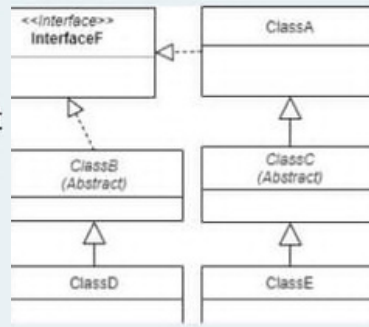 <<Interface>>
InterfaceF
ClassA
ClassB
(Abstract)
ClassC
(Abstract)
ClassD
ClassE